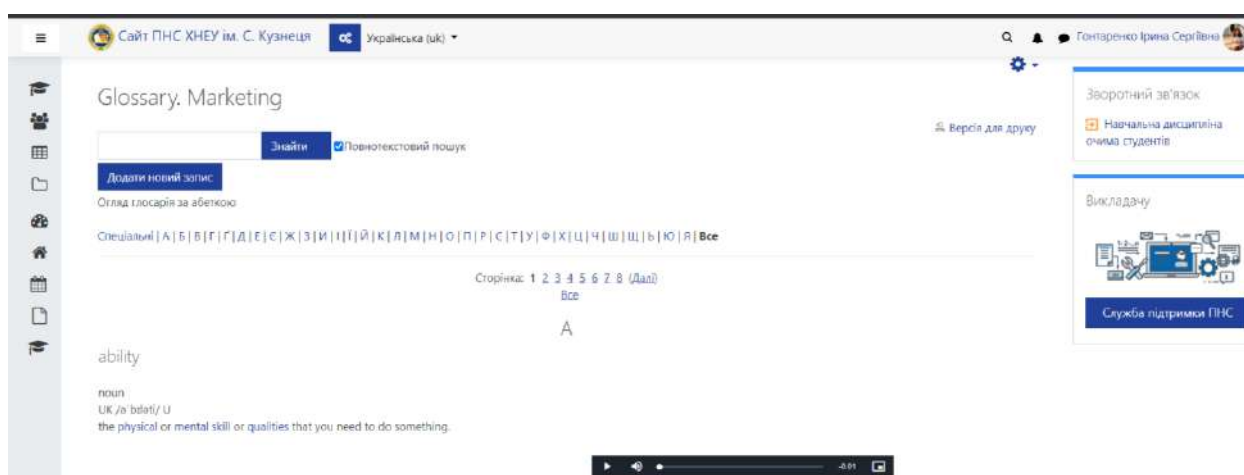 Сайт ПНС ХНЕУ ім. С. Кузнеця Українська (uk) Гонтаренко Ірина Сергіївна
Glossary. Marketing
Зворотний зв'язок
Версія для друку
Навчальна дисципліна
очима студентів
Знайти Повнотекстовий пошук
Додати новий запис
Огляд глосарія за абеткою
Викладачу
Спеціальні | А | Б | В | Г | Ґ | Д | Е | Є | Ж | З | И | І | Ї | Й | К | Л | М | Н | О | П | Р | С | Т | У | Ф | Х | Ц | Ч | Ш | Щ | Ь | Ю | Я | Все
Сторінка: 1 2 3 4 5 6 7 8 (Далі)
Все
Служба підтримки ПНС
A
ability
noun
UK U
the physical or mental skill or qualities that you need to do something.
-0:01